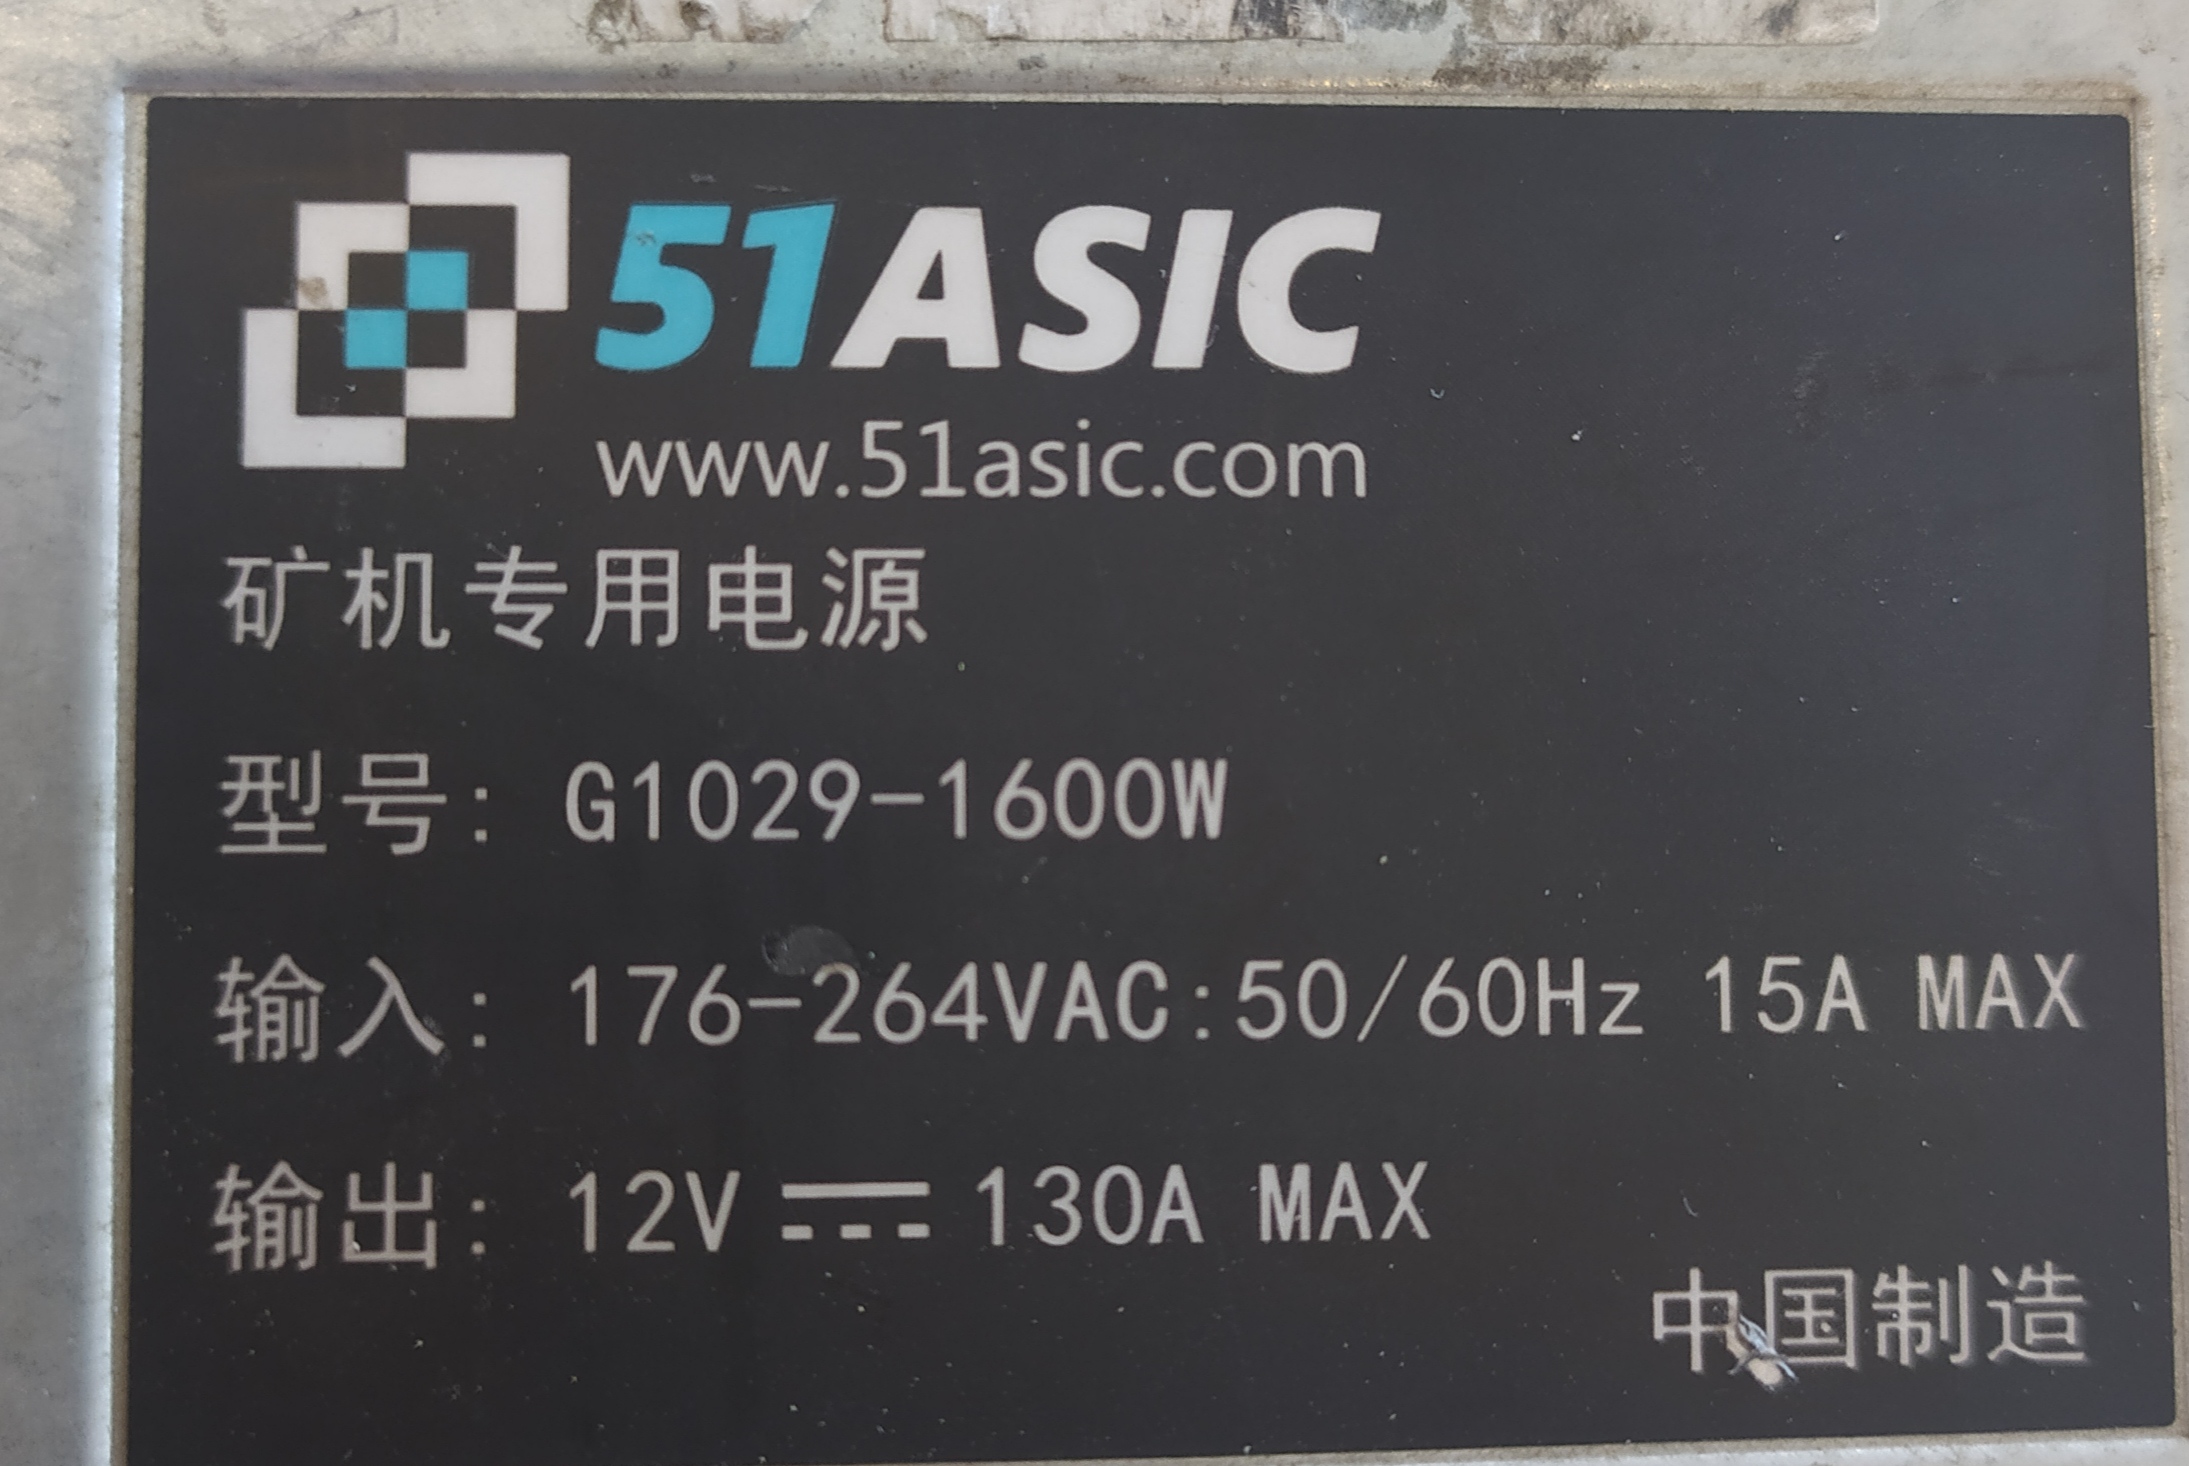 51ASIC
www.51asic.com
矿机专用电源
型号: G1029-1600W
输入: 176-264VAC:50/60Hz 15A MAX
输出: 12V ⎓ 130A MAX
中国制造